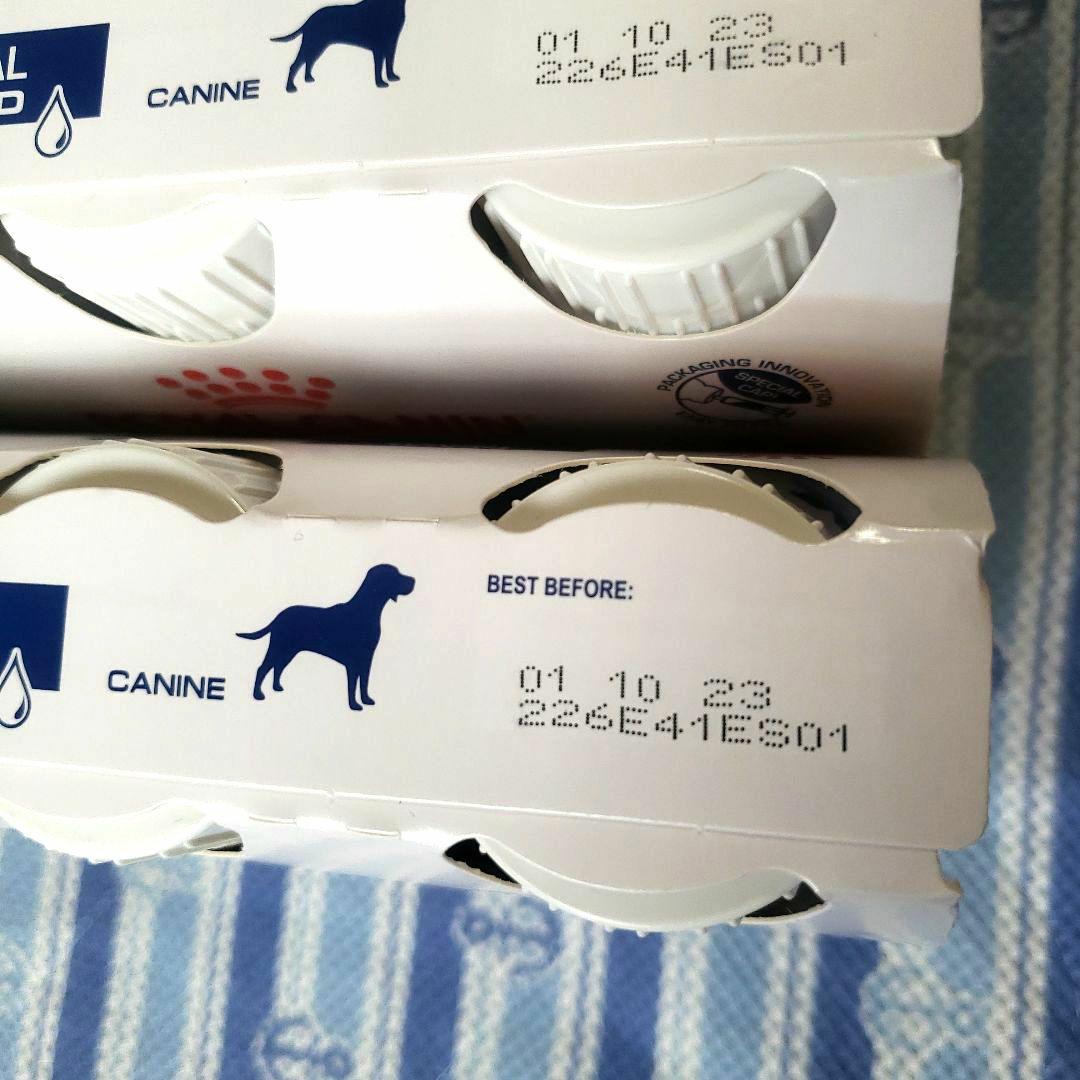 AL
D
CANINE
01 10 23
226E41ES01
PACKAGING INNOVATION
SPECIAL
CAP!
BEST BEFORE:
CANINE
01 10 23
226E41ES01